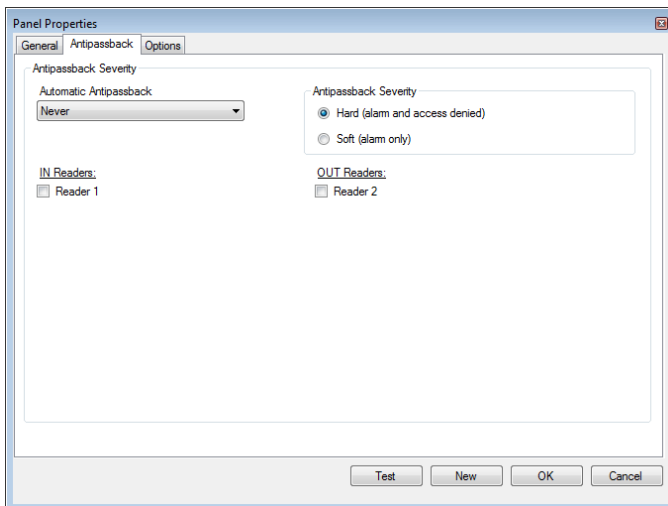 Panel Properties
General Antipassback Options
Antipassback Severity
Automatic Antipassback
Never
Antipassback Severity
Hard (alarm and access denied)
Soft (alarm only)
IN Readers:
Reader 1
OUT Readers:
Reader 2
Test New OK Cancel